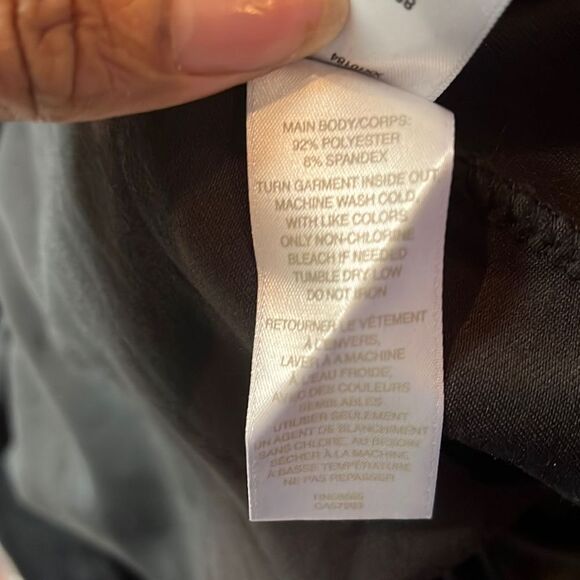 MAIN BODY/CORPS:
92% POLYESTER
8% SPANDEX
TURN GARMENT INSIDE OUT
MACHINE WASH COLD
WITH LIKE COLORS
ONLY NON-CHLORINE
BLEACH IF NEEDED
TUMBLE DRY LOW
DO NOT IRON
RETOURNER LE VÊTEMENT
À L'ENVERS,
LAVER À LA MACHINE
À L'EAU FROIDE,
AVEC DES COULEURS
SEMBLABLES.
UTILISER SEULEMENT
UN AGENT DE BLANCHIMENT
SANS CHLORE, AU BESOIN.
SÉCHER À LA MACHINE
À BASSE TEMPÉRATURE
NE PAS REPASSER